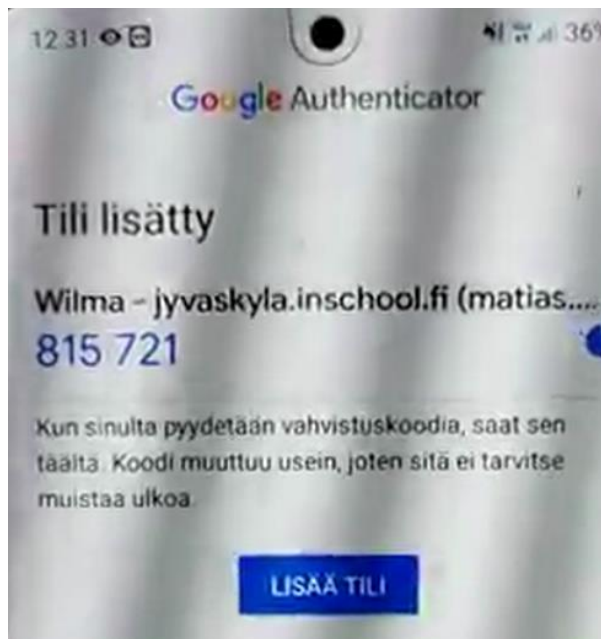 12 31
36%
Google Authenticator
Tili lisätty
Wilma - jyvaskyla.inschool.fi (matias....
815 721
Kun sinulta pyydetään vahvistuskoodia, saat sen
täältä. Koodi muuttuu usein, joten sitä ei tarvitse
muistaa ulkoa.
LISÄÄ TILI